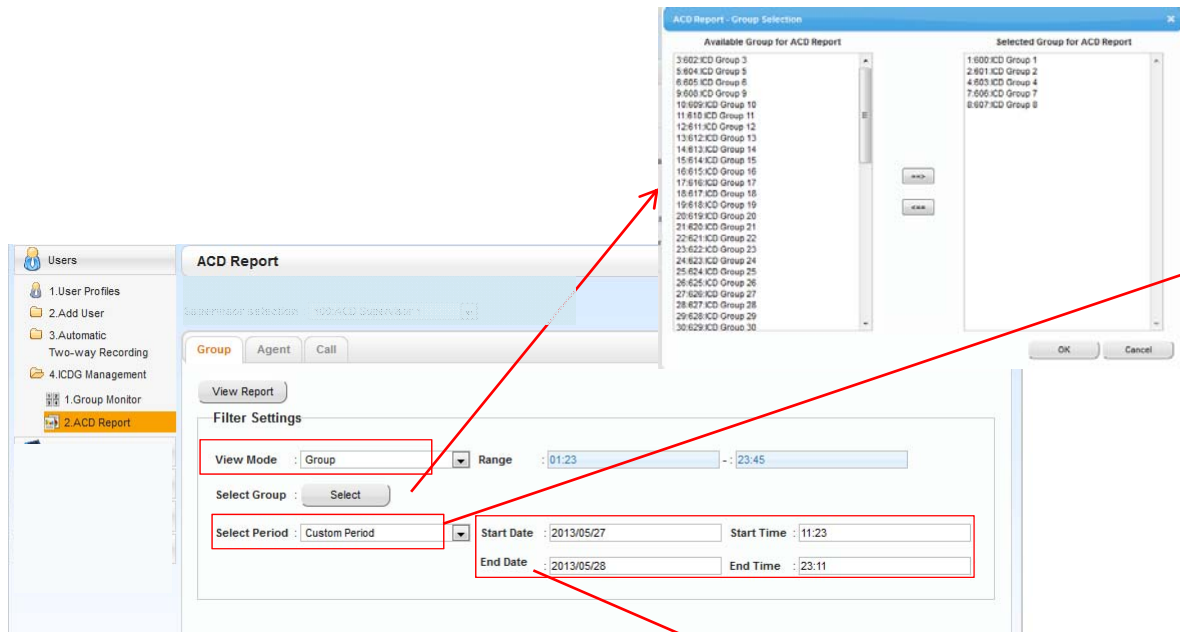 ACD Report - Group Selection
Available Group for ACD Report
Selected Group for ACD Report
3:602:ICD Group 3
5:604:ICD Group 5
6:605:ICD Group 6
9:608:ICD Group 9
10:609:ICD Group 10
11:610:ICD Group 11
12:611:ICD Group 12
13:612:ICD Group 13
14:613:ICD Group 14
15:614:ICD Group 15
16:615:ICD Group 16
17:616:ICD Group 17
18:617:ICD Group 18
19:618:ICD Group 19
20:619:ICD Group 20
21:620:ICD Group 21
22:621:ICD Group 22
23:622:ICD Group 23
24:623:ICD Group 24
25:624:ICD Group 25
26:625:ICD Group 26
27:626:ICD Group 27
28:627:ICD Group 28
29:628:ICD Group 29
30:629:ICD Group 30
1:600:ICD Group 1
2:601:ICD Group 2
4:603:ICD Group 4
7:606:ICD Group 7
8:607:ICD Group 8
==>
<==
OK Cancel
Users
1.User Profiles
2.Add User
3.Automatic
Two-way Recording
4.ICDG Management
1.Group Monitor
2.ACD Report
ACD Report
Supervisor Selection : 100:ACD Supervisor 1
Group Agent Call
View Report
Filter Settings
View Mode : Group Range : 01:23 - : 23:45
Select Group : Select
Select Period : Custom Period Start Date : 2013/05/27 Start Time : 11:23
End Date : 2013/05/28 End Time : 23:11